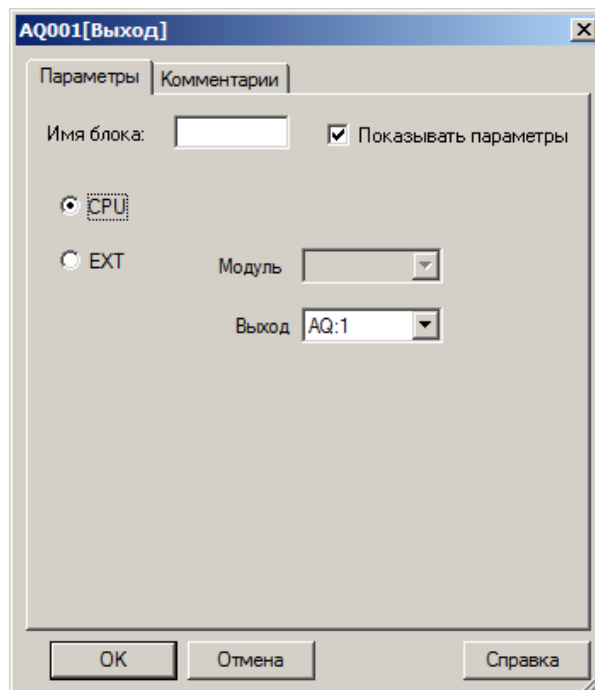 AQ001[Выход]
Параметры Комментарии
Имя блока: Показывать параметры
CPU
EXT Модуль
Выход AQ:1
OK Отмена Справка